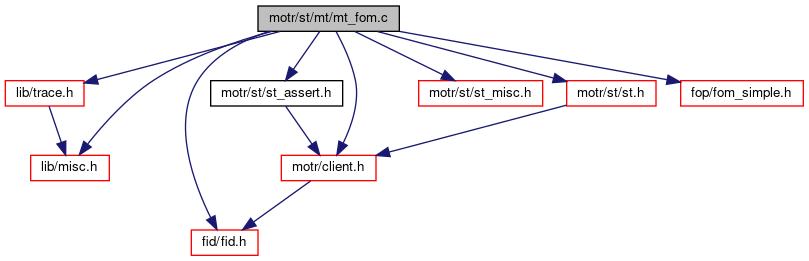 motr/st/mt/mt_fom.c
lib/trace.h
motr/st/st_assert.h
motr/st/st_misc.h
motr/st/st.h
fop/fom_simple.h
lib/misc.h
motr/client.h
fid/fid.h